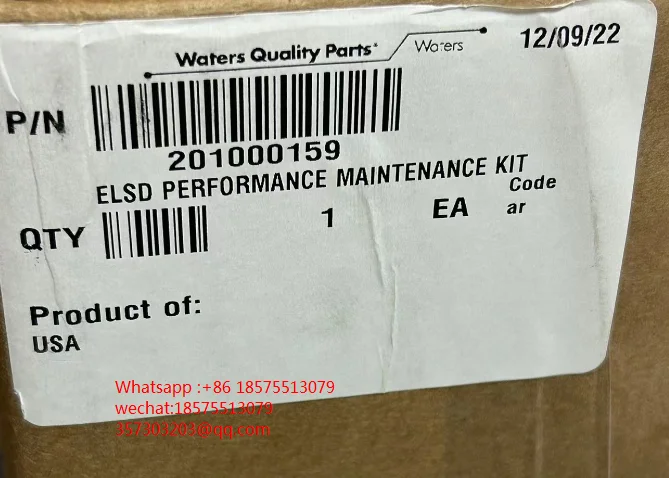 Waters Quality Parts® Waters 12/09/22
P/N
201000159
ELSD PERFORMANCE MAINTENANCE KIT
QTY 1 EA Code
ar
Product of:
USA
Whatsapp :+86 18575513079
wechat:18575513079
357303203@qq.com